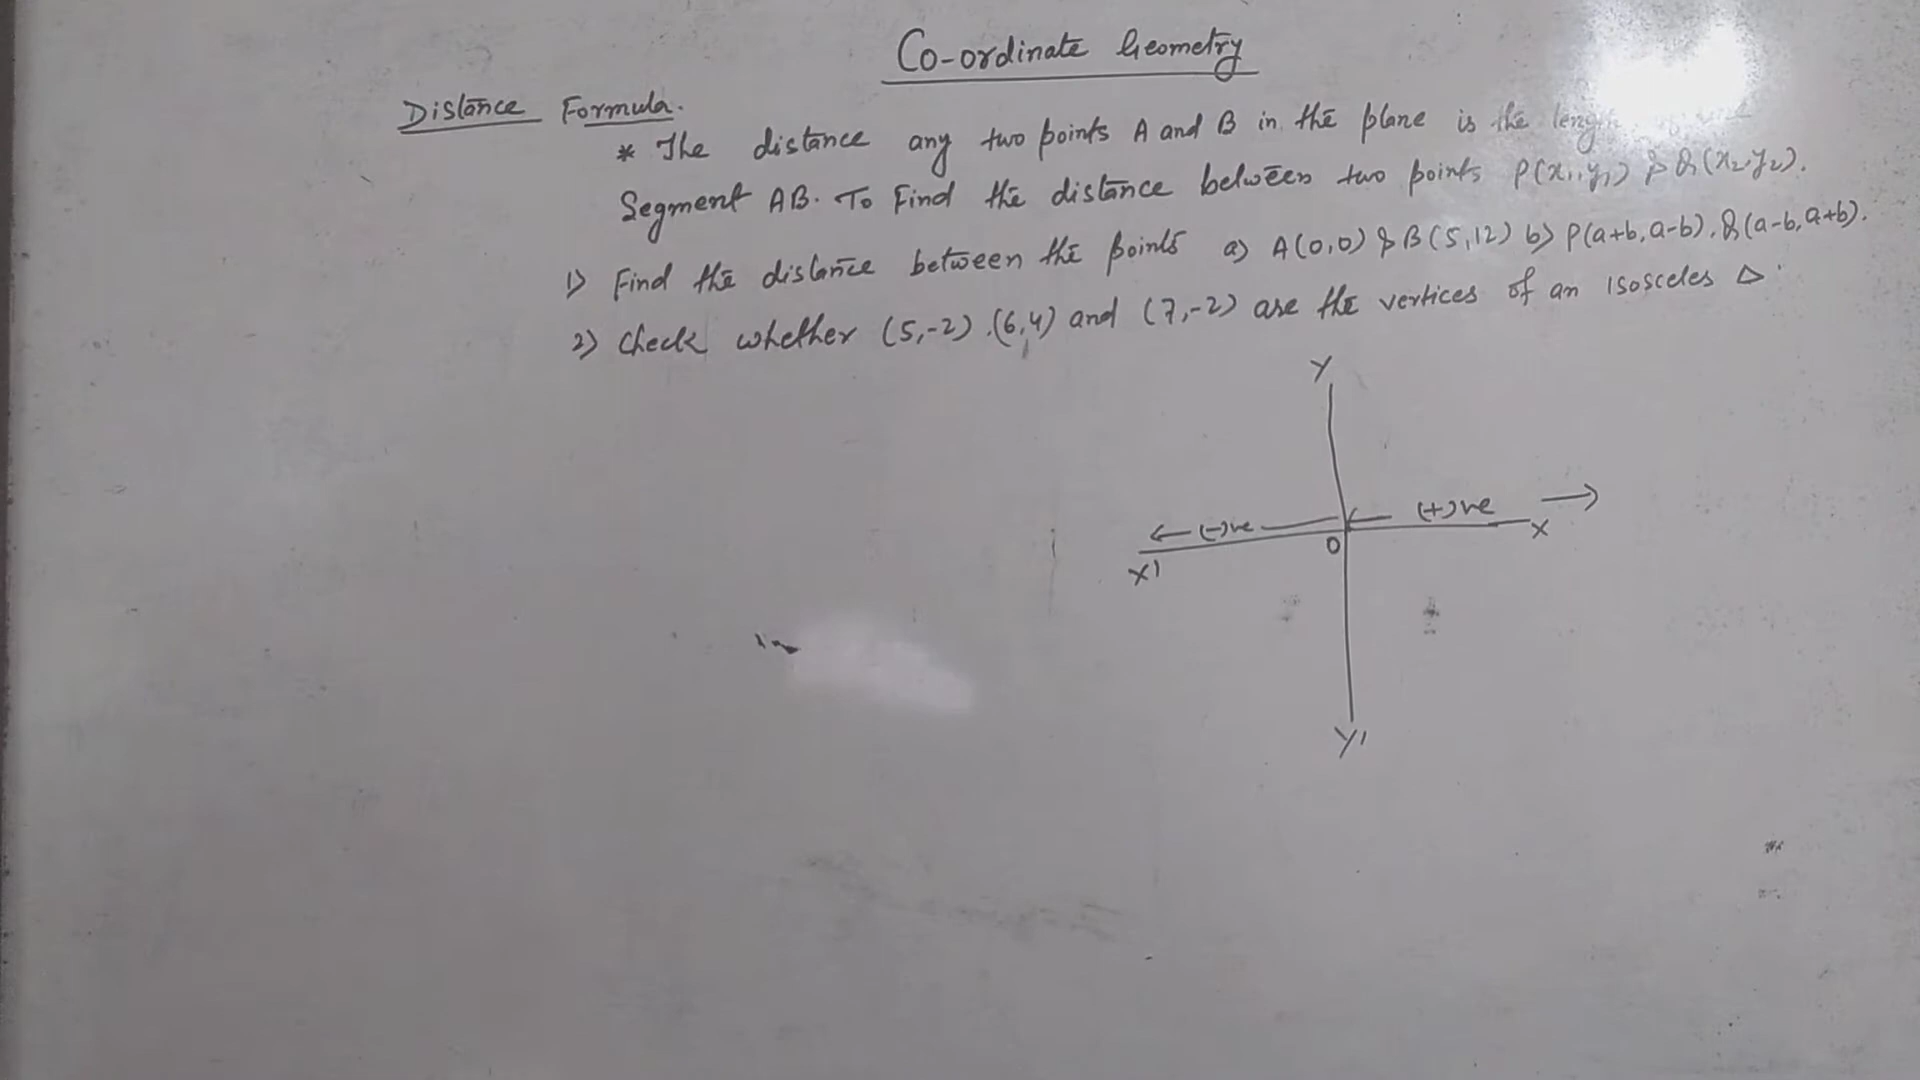 Co-ordinate Geometry
Distance Formula.
* The distance any two points A and B in the plane is the
Segment AB. To Find the distance between two points P(x₁,y₁) & Q(x₂,y₂).
1) Find the distance between the points a) A(0,0) & B(5,12) b) P(a+b,a-b), Q(a-b,a+b).
2) Check whether (5,-2), (6,4) and (7,-2) are the vertices of an isosceles Δ.
Y
← (-)ve (+)ve →
X' O X
Y'